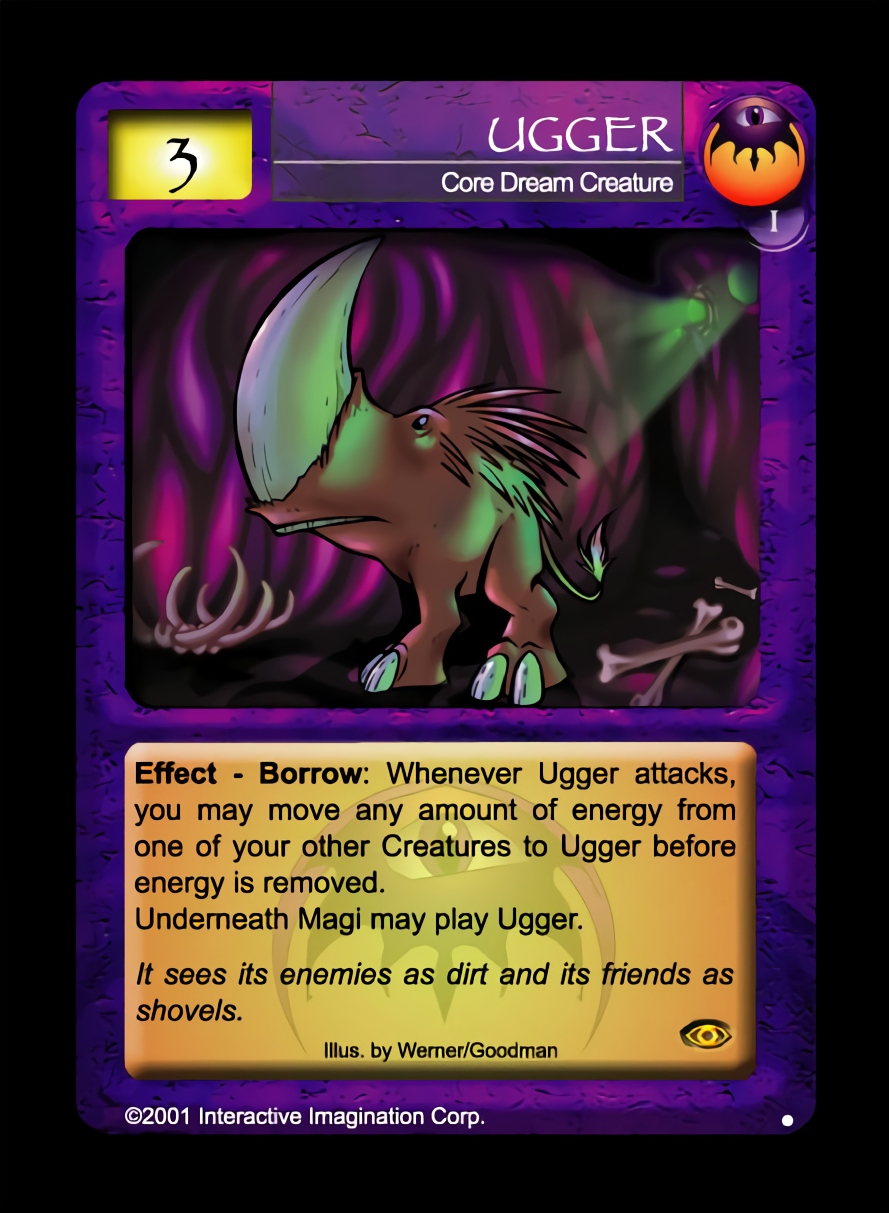 3
UGGER
Core Dream Creature
I
Effect - Borrow: Whenever Ugger attacks,
you may move any amount of energy from
one of your other Creatures to Ugger before
energy is removed.
Underneath Magi may play Ugger.
It sees its enemies as dirt and its friends as
shovels.
Illus. by Werner/Goodman
©2001 Interactive Imagination Corp.